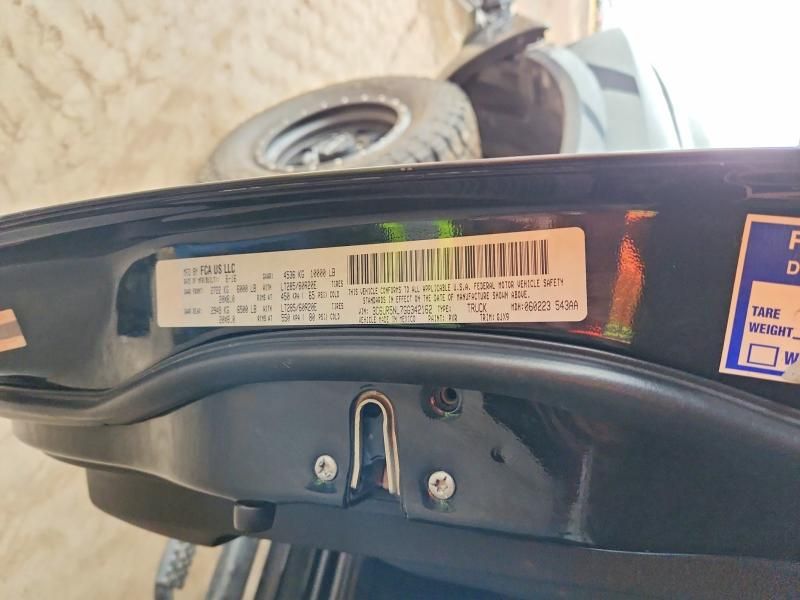 MFG BY: FCA US LLC
DATE OF MFR: 6-16
GVWR: 4536 KG 10000 LB
GAWR FRONT: 2722 KG 6000 LB WITH LT285/60R20E TIRES
20X8.0 RIMS AT 450 KPA/ 65 PSI COLD
GAWR REAR: 2948 KG 6500 LB WITH LT285/60R20E TIRES
20X8.0 RIMS AT 550 KPA/ 80 PSI COLD
THIS VEHICLE CONFORMS TO ALL APPLICABLE U.S.A. FEDERAL MOTOR VEHICLE SAFETY
STANDARDS IN EFFECT ON THE DATE OF MANUFACTURE SHOWN ABOVE.
VIN: TYPE: TRUCK MDH: 060223 543AA
VEHICLE MADE IN MEXICO PAINT: PXR TRIM: GJX9
TARE
WEIGHT